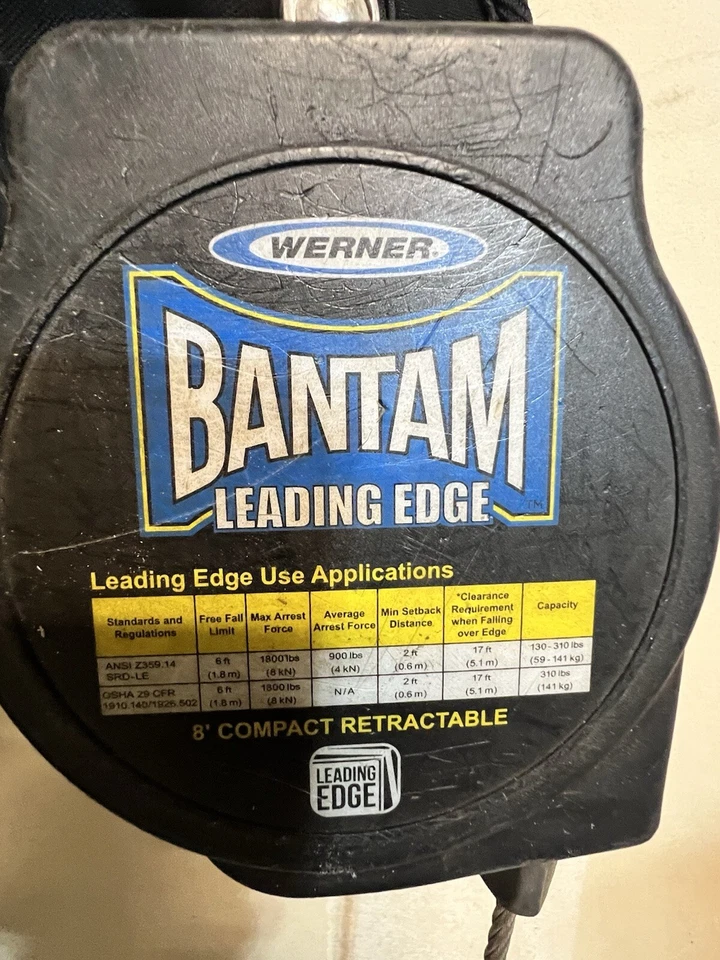 WERNER
BANTAM
LEADING EDGE ™
Leading Edge Use Applications
Standards and Regulations | Free Fall Limit | Max Arrest Force | Average Arrest Force | Min Setback Distance | *Clearance Requirement when Falling over Edge | Capacity
ANSI Z359.14 SRD-LE | 6 ft (1.8 m) | 1800 lbs (8 kN) | 900 lbs (4 kN) | 2 ft (0.6 m) | 17 ft (5.1 m) | 130 - 310 lbs (59 - 141 kg)
OSHA 29 CFR 1910.140/1926.502 | 6 ft (1.8 m) | 1800 lbs (8 kN) | N/A | 2 ft (0.6 m) | 17 ft (5.1 m) | 310 lbs (141 kg)
8' COMPACT RETRACTABLE
LEADING
EDGE